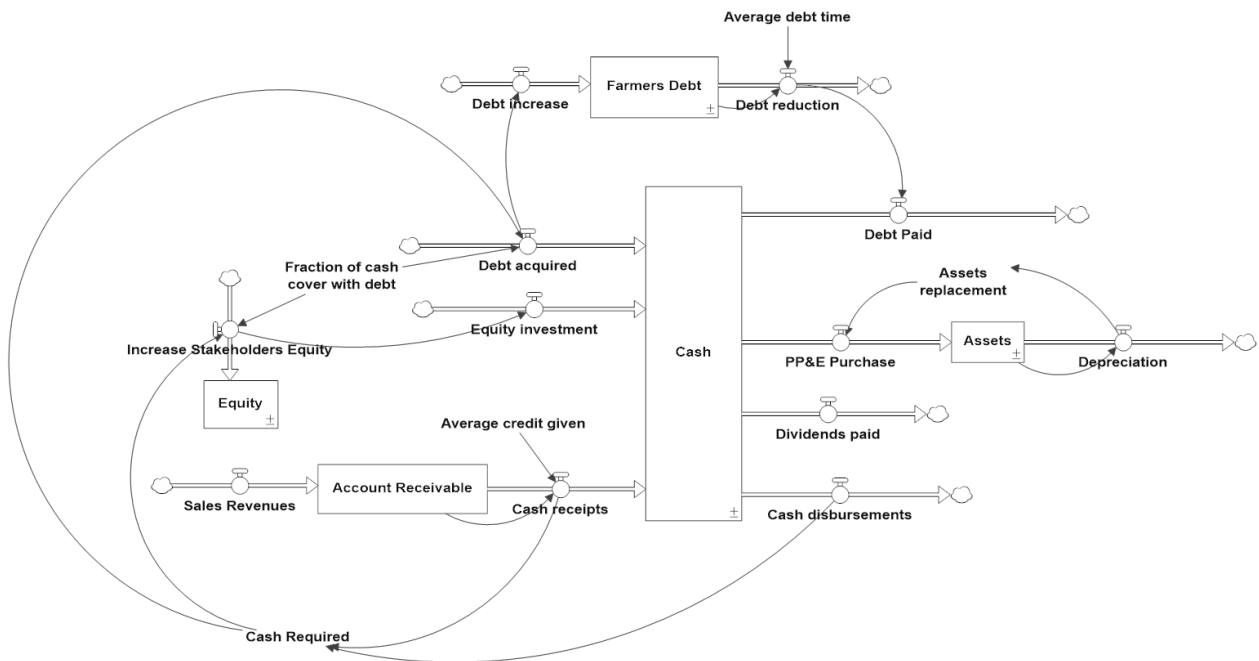 Average debt time
Farmers Debt
Debt increase
Debt reduction
Debt Paid
Fraction of cash
cover with debt
Debt acquired
Assets
replacement
Equity investment
Increase Stakeholders Equity
Cash
PP&E Purchase
Assets
Depreciation
Equity
Average credit given
Dividends paid
Account Receivable
Sales Revenues
Cash receipts
Cash disbursements
Cash Required